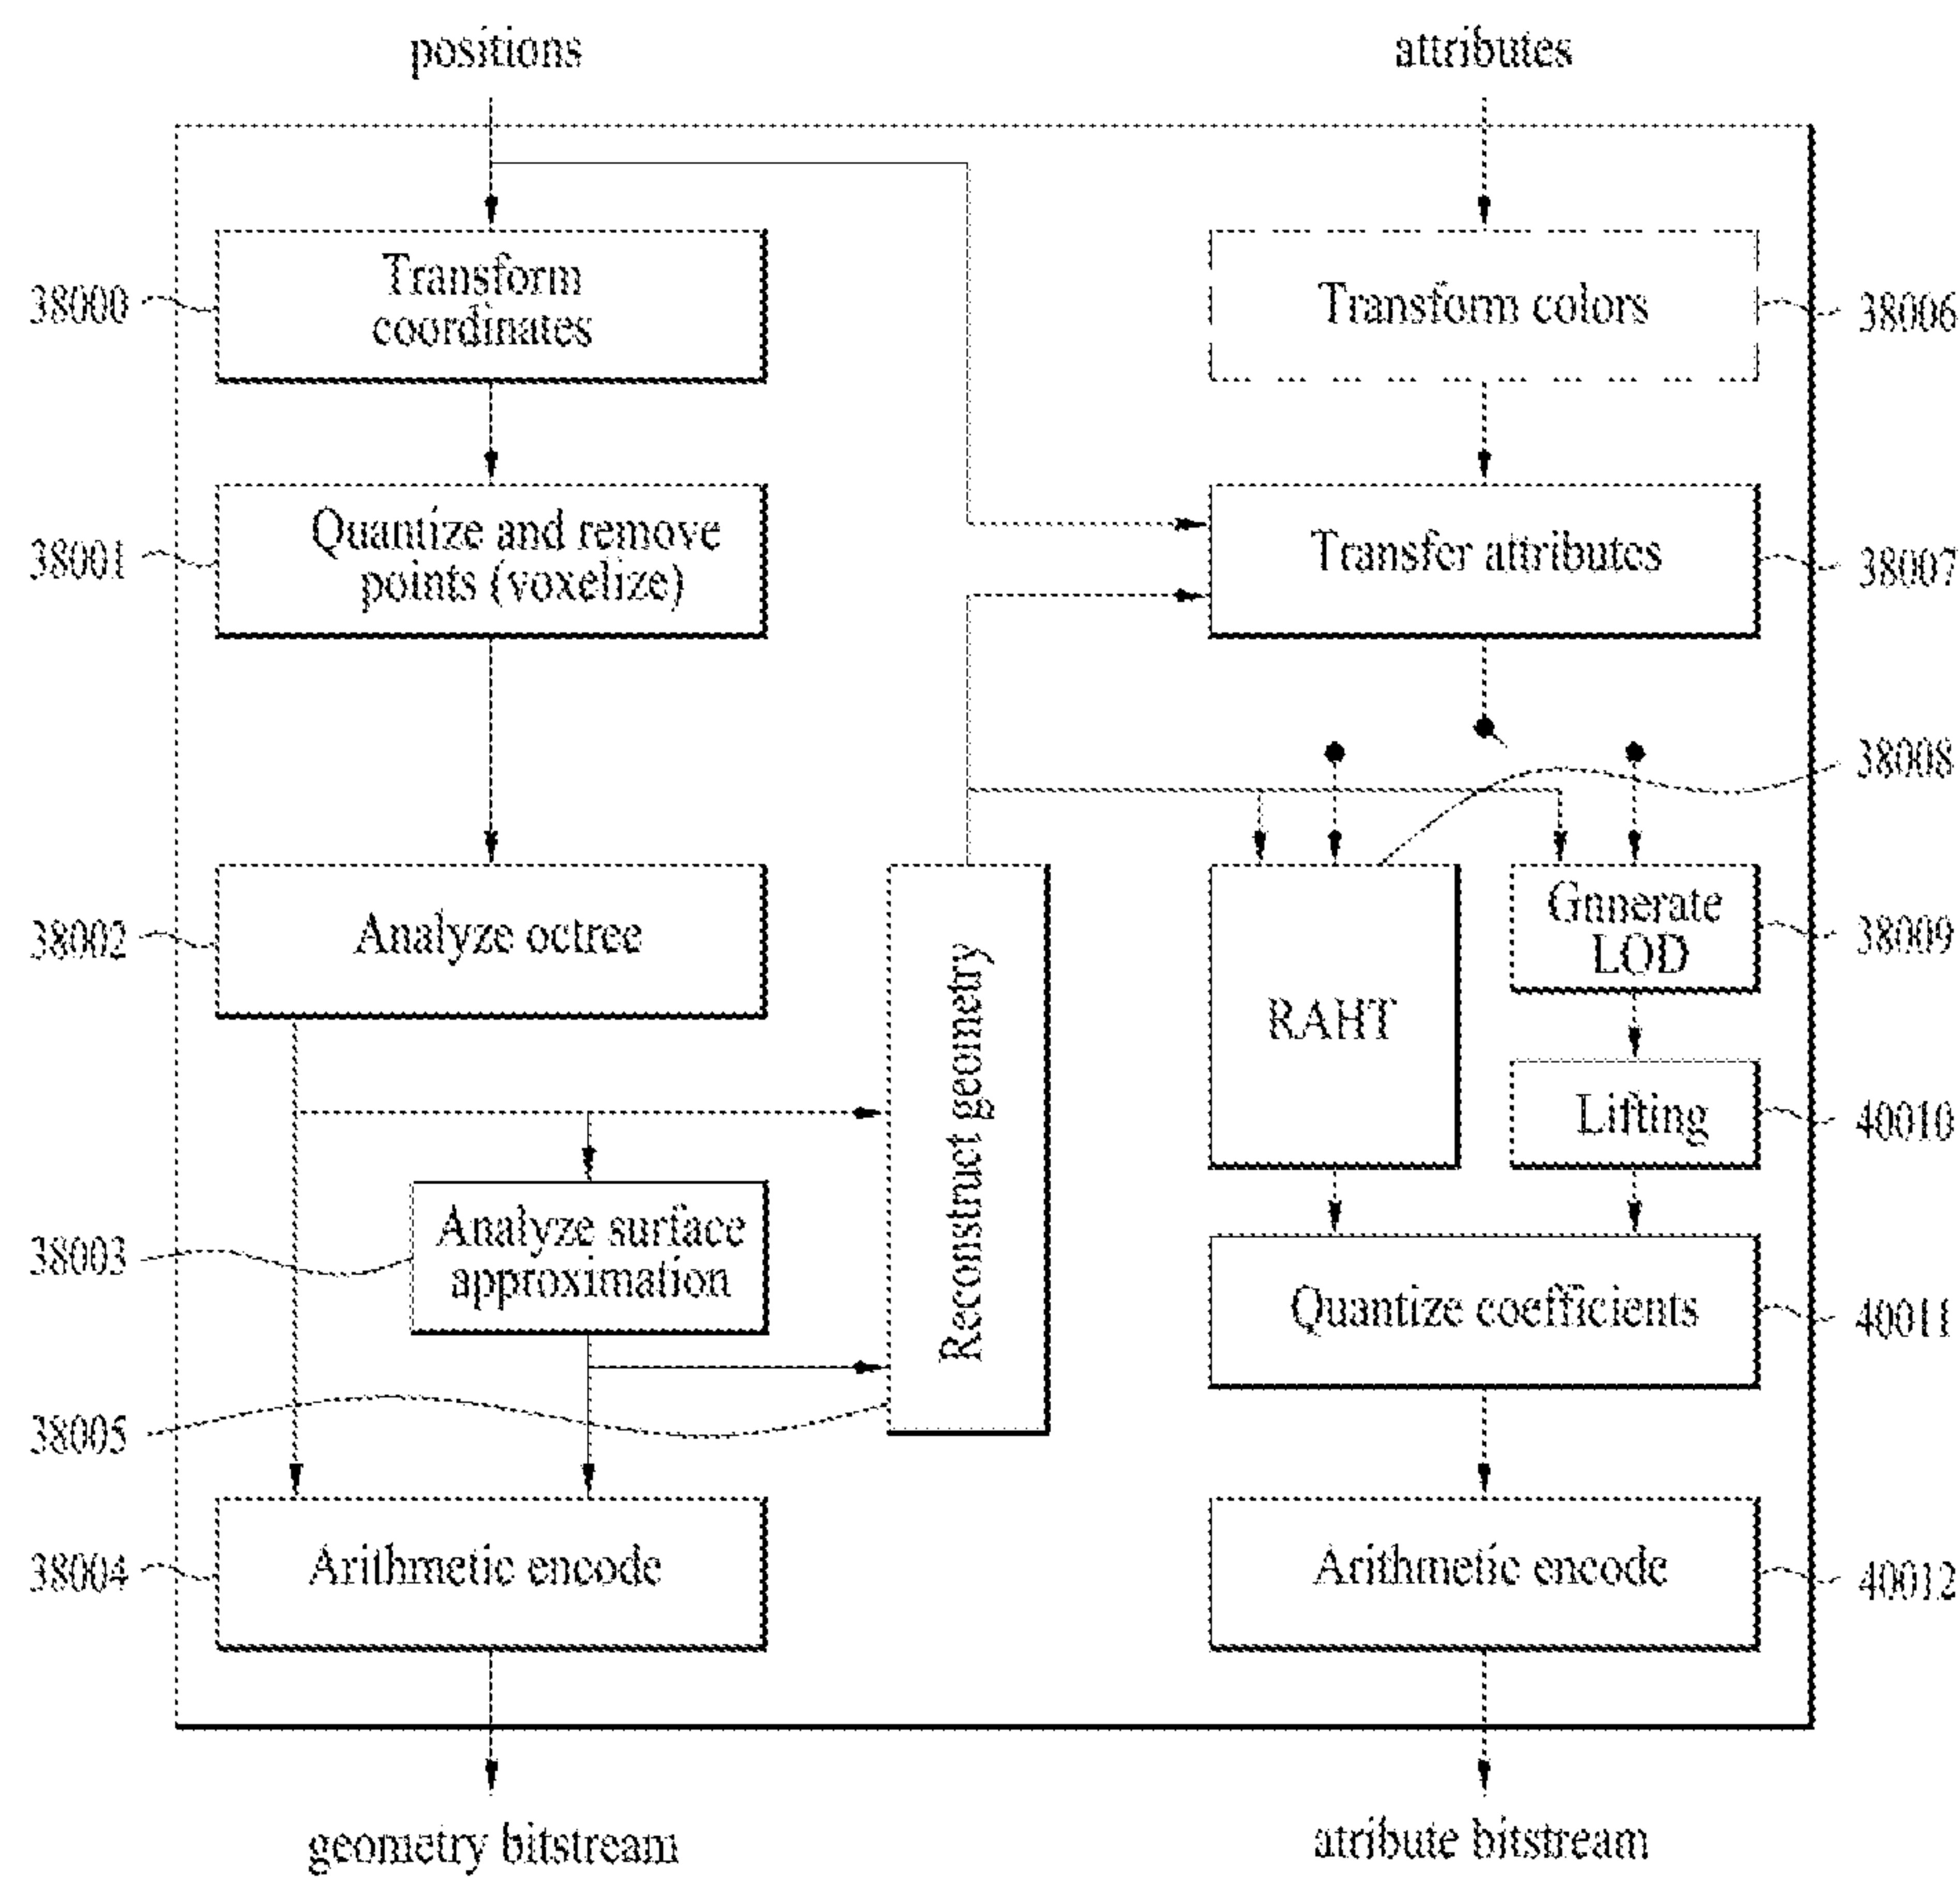 positions
attributes
Transform
coordinates
38000
Transform colors
38006
Quantize and remove
points (voxelize)
38001
Transfer attributes
38007
38008
Analyze octree
38002
Reconstruct geometry
RAHT
Gnnerate
LOD
38009
Lifting
40010
Analyze surface
approximation
38003
Quantize coefficients
40011
38005
Arithmetic encode
38004
Arithmetic encode
40012
geometry bitstream
atribute bitstream